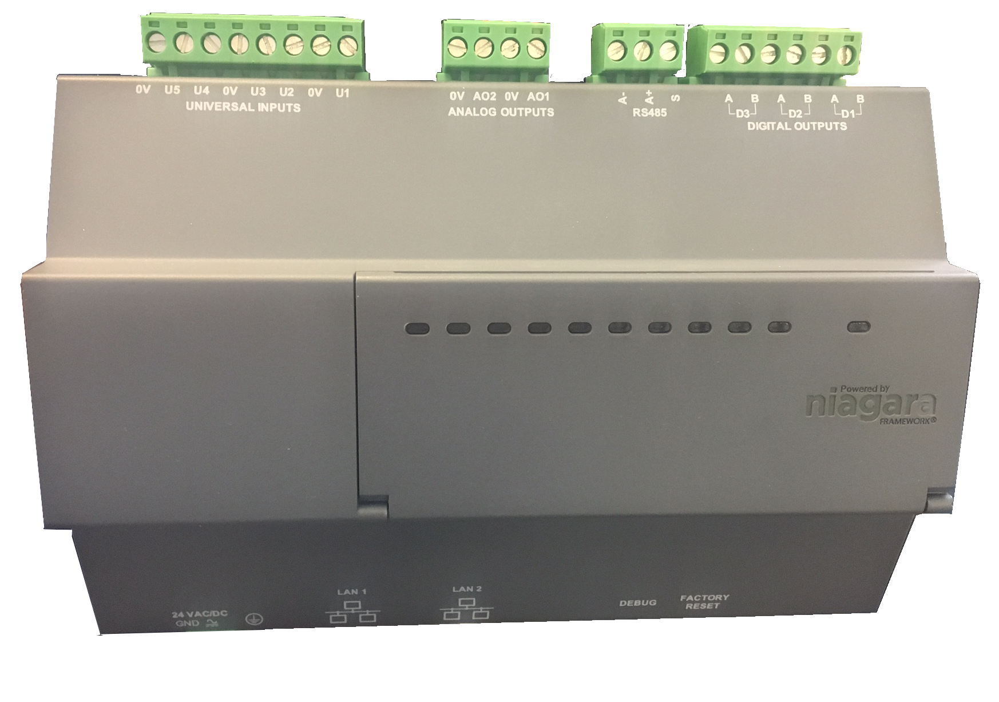 0V U5 U4 0V U3 U2 0V U1
UNIVERSAL INPUTS
0V AO2 0V AO1
ANALOG OUTPUTS
A- A+ S
RS485
A B A B A B
D3 D2 D1
DIGITAL OUTPUTS
Powered by
niagara
FRAMEWORK®
24 VAC/DC
GND
LAN 1
LAN 2
DEBUG
FACTORY
RESET